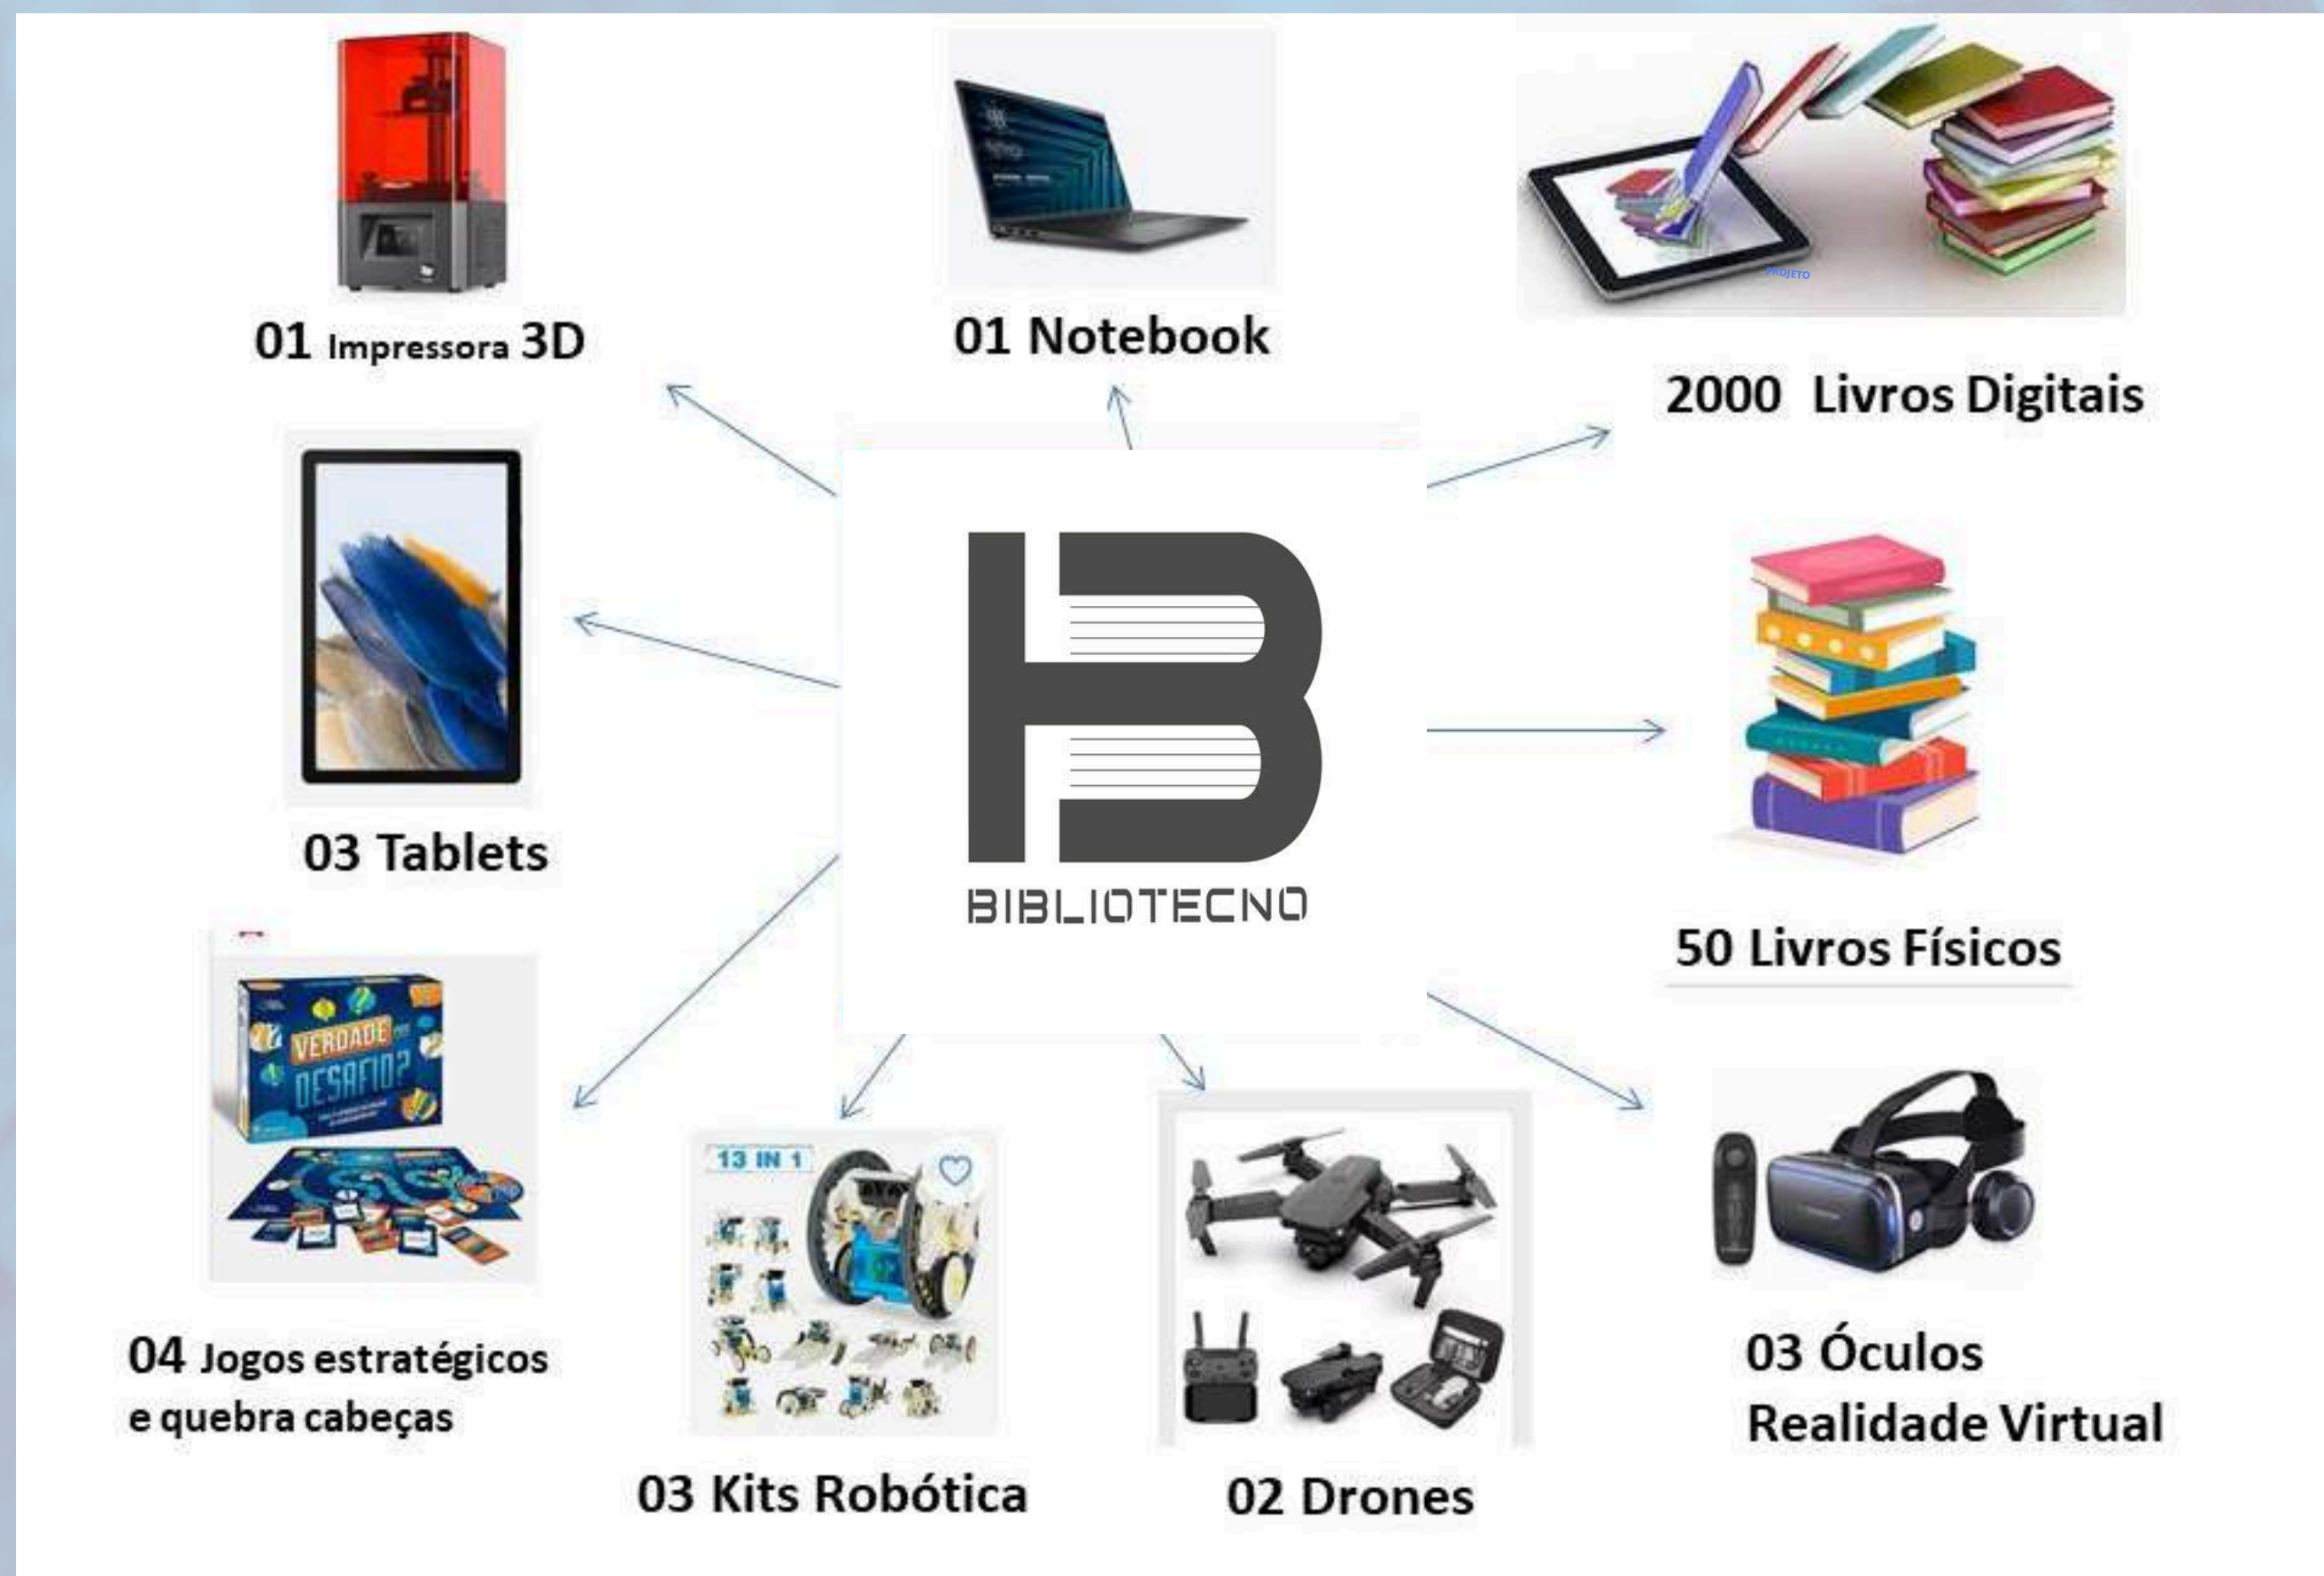 01 Impressora 3D
01 Notebook
PROJETO
2000 Livros Digitais
03 Tablets
BIBLIOTECNO
50 Livros Físicos
VERDADE
DESAFIO?
04 Jogos estratégicos
e quebra cabeças
13 IN 1
03 Kits Robótica
02 Drones
03 Óculos
Realidade Virtual